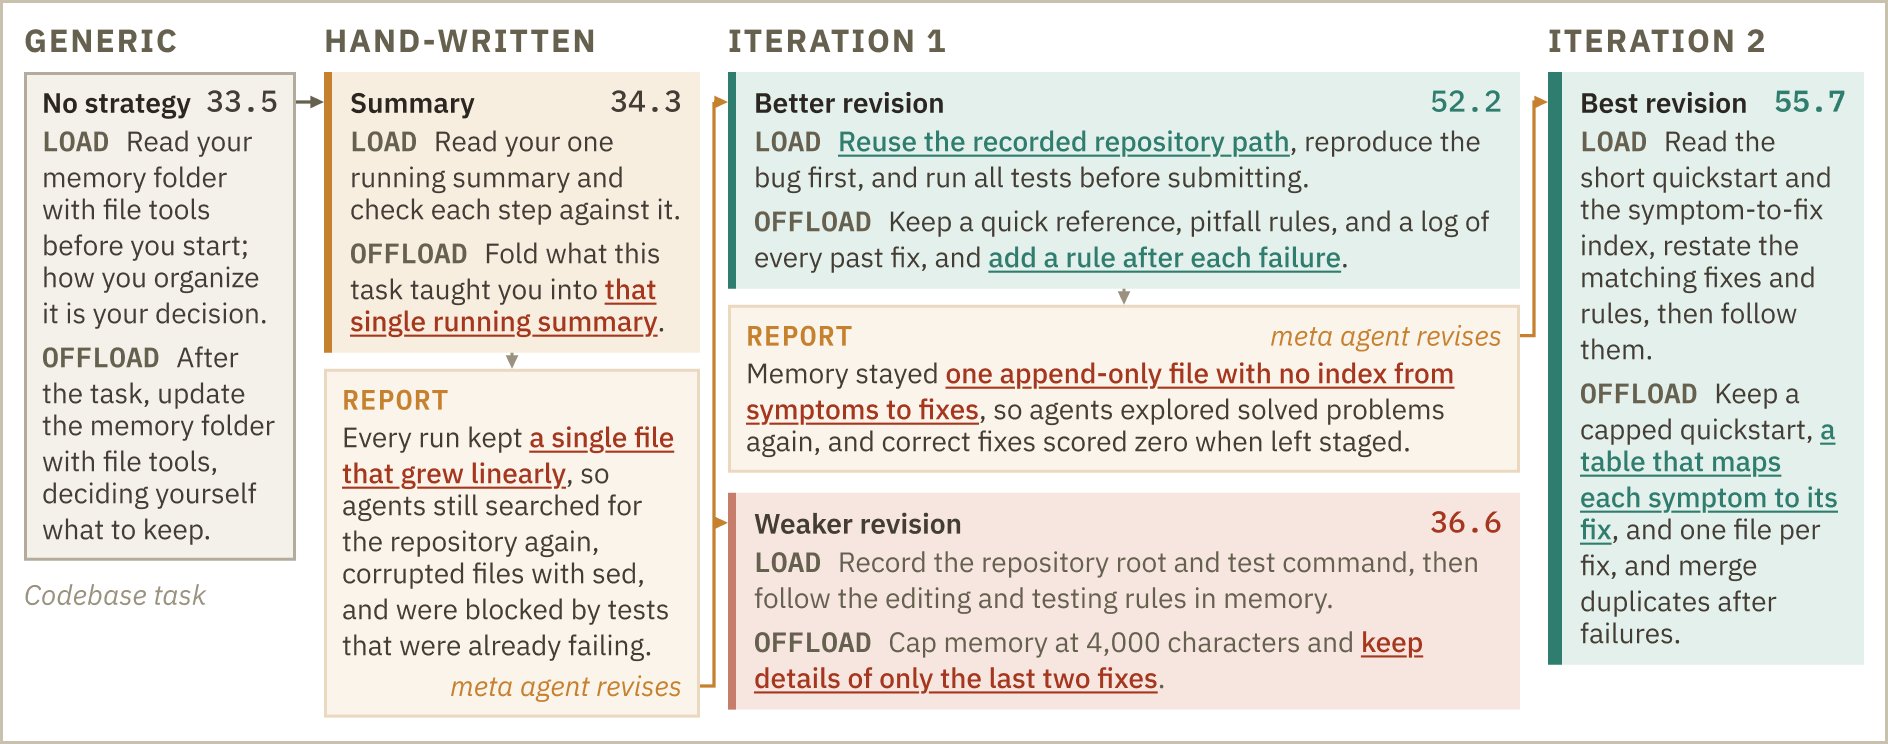 GENERIC
No strategy 33.5
LOAD Read your
memory folder
with file tools
before you start;
how you organize
it is your decision.
OFFLOAD After
the task, update
the memory folder
with file tools,
deciding yourself
what to keep.
Codebase task
HAND-WRITTEN
Summary 34.3
LOAD Read your one
running summary and
check each step against it.
OFFLOAD Fold what this
task taught you into that
single running summary.
REPORT
Every run kept a single file
that grew linearly, so
agents still searched for
the repository again,
corrupted files with sed,
and were blocked by tests
that were already failing.
meta agent revises
ITERATION 1
Better revision 52.2
LOAD Reuse the recorded repository path, reproduce the
bug first, and run all tests before submitting.
OFFLOAD Keep a quick reference, pitfall rules, and a log of
every past fix, and add a rule after each failure.
REPORT meta agent revises
Memory stayed one append-only file with no index from
symptoms to fixes, so agents explored solved problems
again, and correct fixes scored zero when left staged.
Weaker revision 36.6
LOAD Record the repository root and test command, then
follow the editing and testing rules in memory.
OFFLOAD Cap memory at 4,000 characters and keep
details of only the last two fixes.
ITERATION 2
Best revision 55.7
LOAD Read the
short quickstart and
the symptom-to-fix
index, restate the
matching fixes and
rules, then follow
them.
OFFLOAD Keep a
capped quickstart, a
table that maps
each symptom to its
fix, and one file per
fix, and merge
duplicates after
failures.